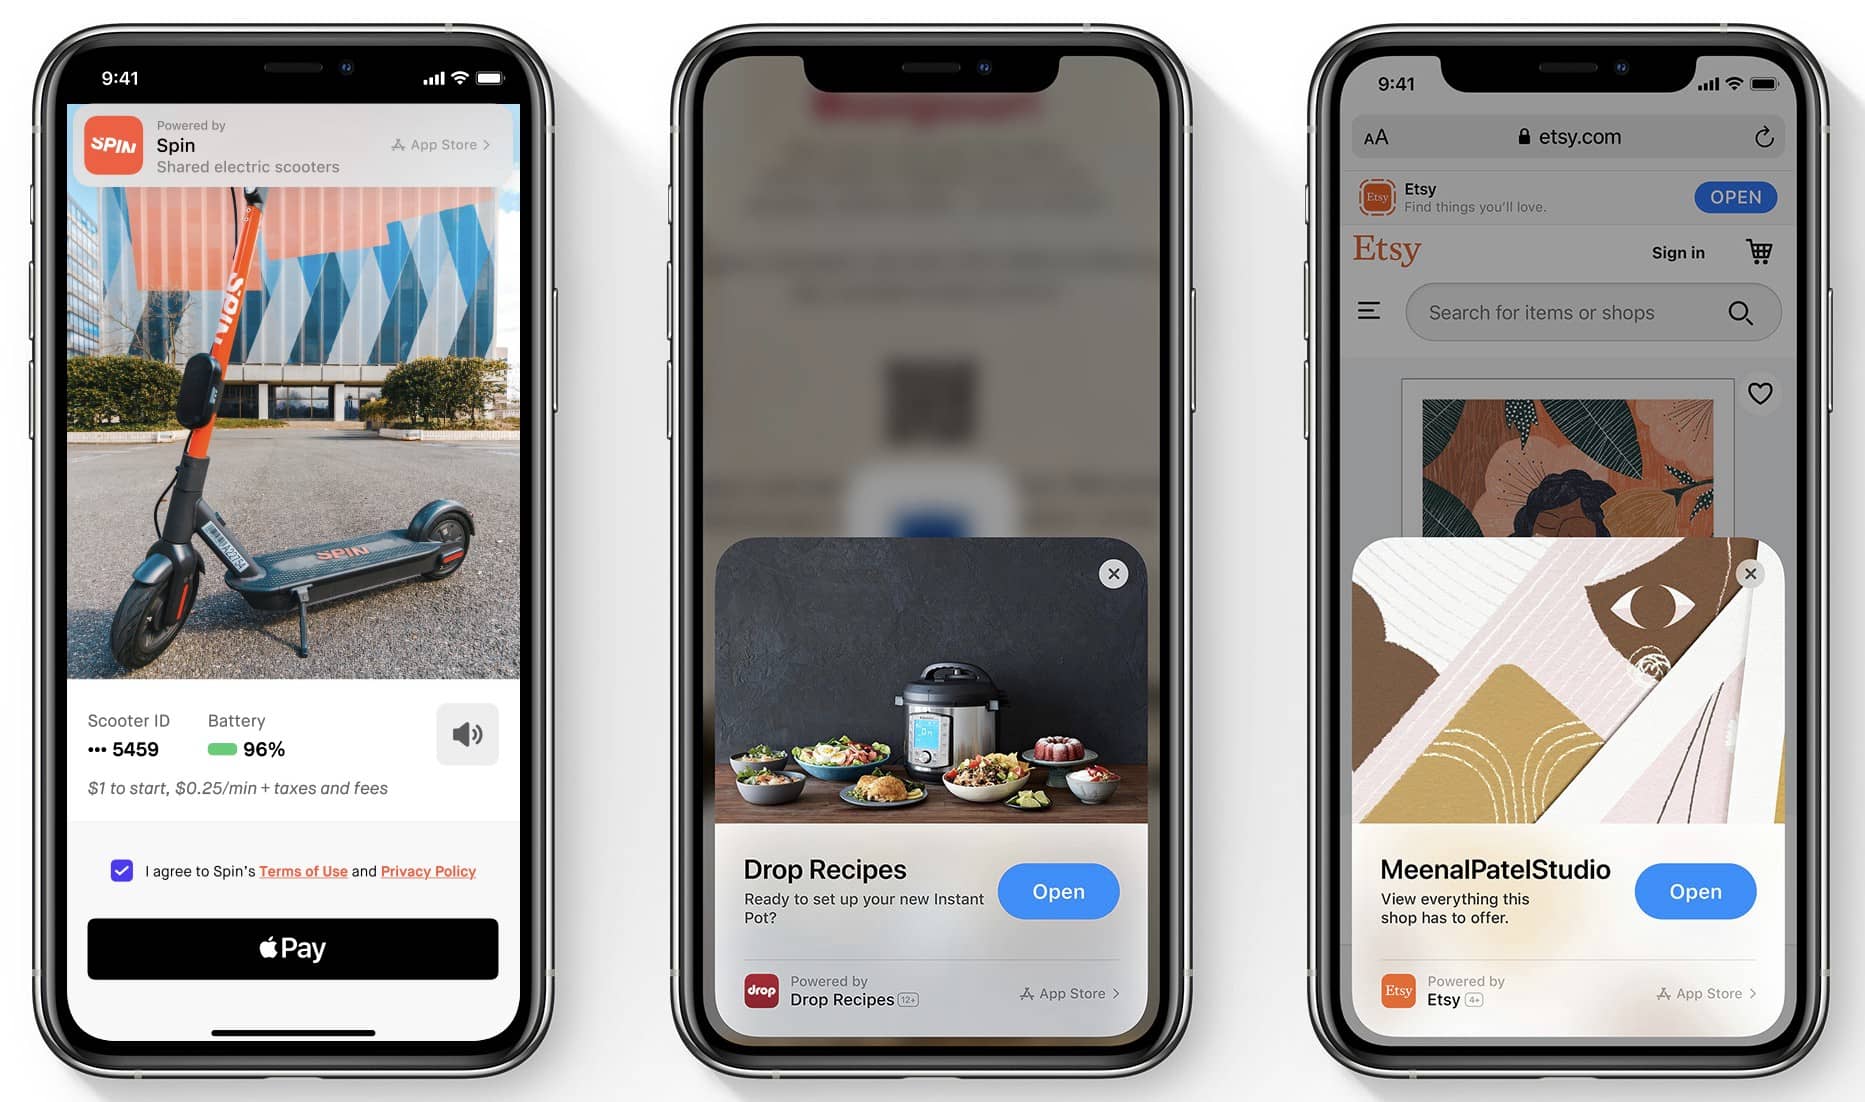 9:41
SPIN
Powered by
Spin
Shared electric scooters
App Store
SPIN
SPIN
Scooter ID
Battery
••• 5459
96%
$1 to start, $0.25/min + taxes and fees
I agree to Spin's Terms of Use and Privacy Policy
Pay
On
Drop Recipes
Ready to set up your new Instant
Pot?
Open
drop
Powered by
Drop Recipes 12+
App Store
9:41
AA
etsy.com
Etsy
Etsy
Find things you'll love.
OPEN
Etsy
Sign in
Search for items or shops
MeenalPatelStudio
View everything this
shop has to offer.
Open
Etsy
Powered by
Etsy 4+
App Store